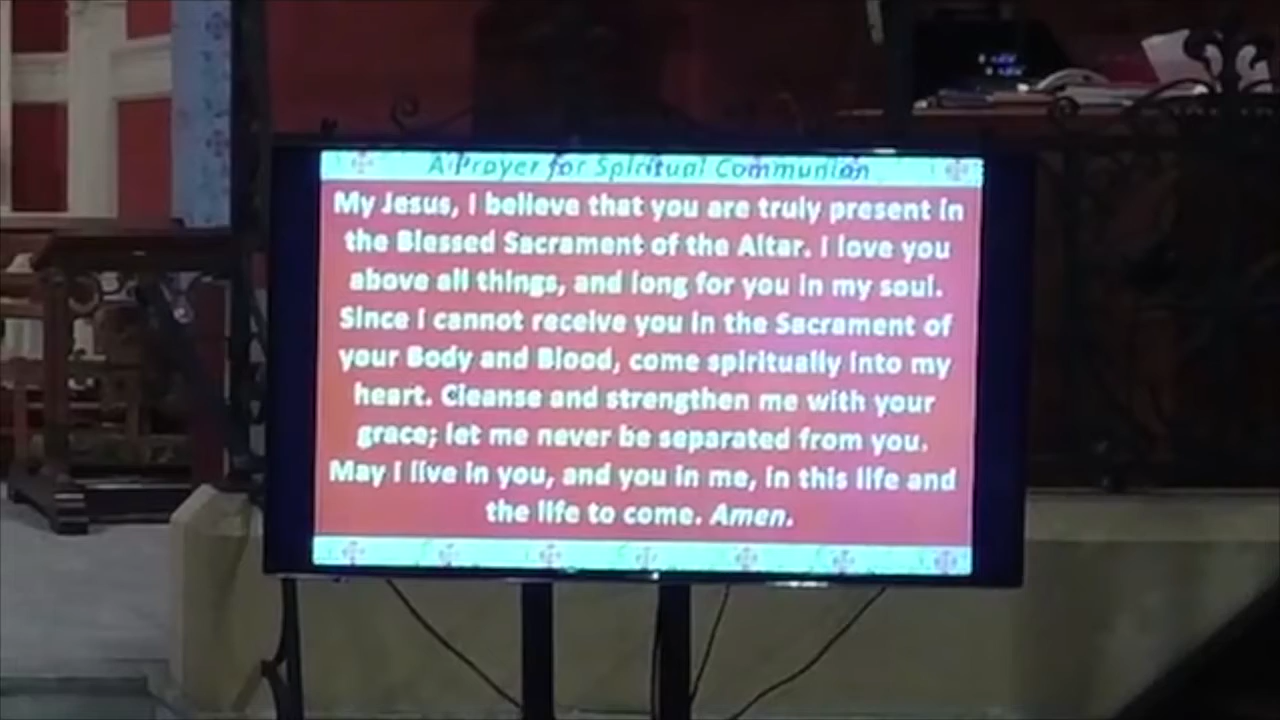 A Prayer for Spiritual Communion
My Jesus, I believe that you are truly present in
the Blessed Sacrament of the Altar. I love you
above all things, and long for you in my soul.
Since I cannot receive you in the Sacrament of
your Body and Blood, come spiritually into my
heart. Cleanse and strengthen me with your
grace; let me never be separated from you.
May I live in you, and you in me, in this life and
the life to come. Amen.